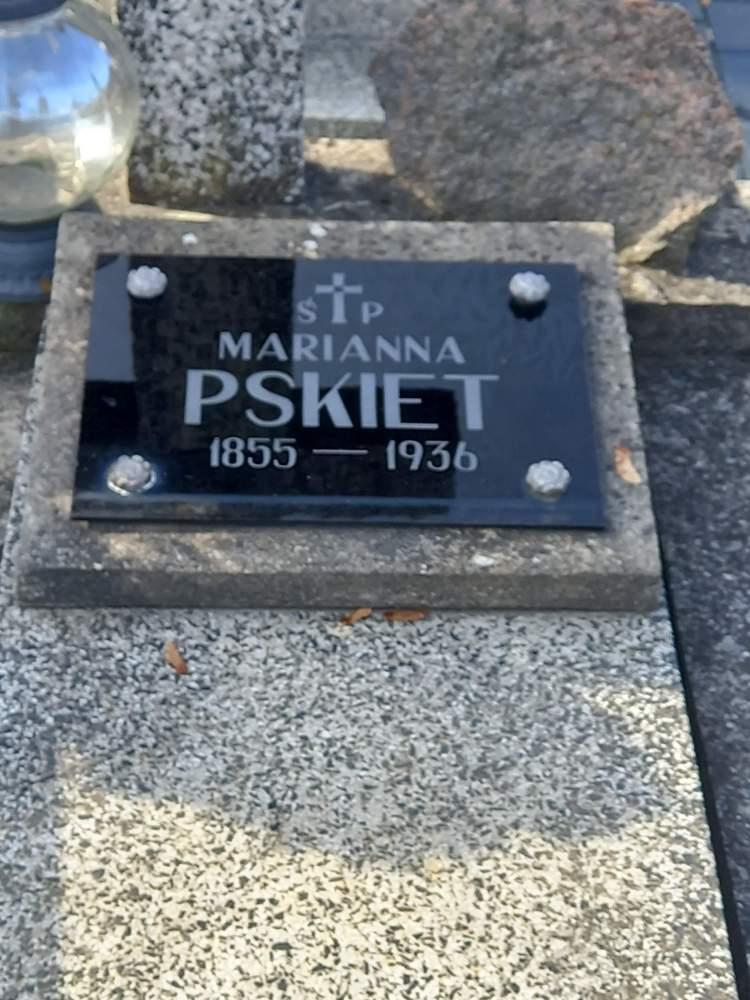 Ś P
MARIANNA
PSKIET
1855 — 1936